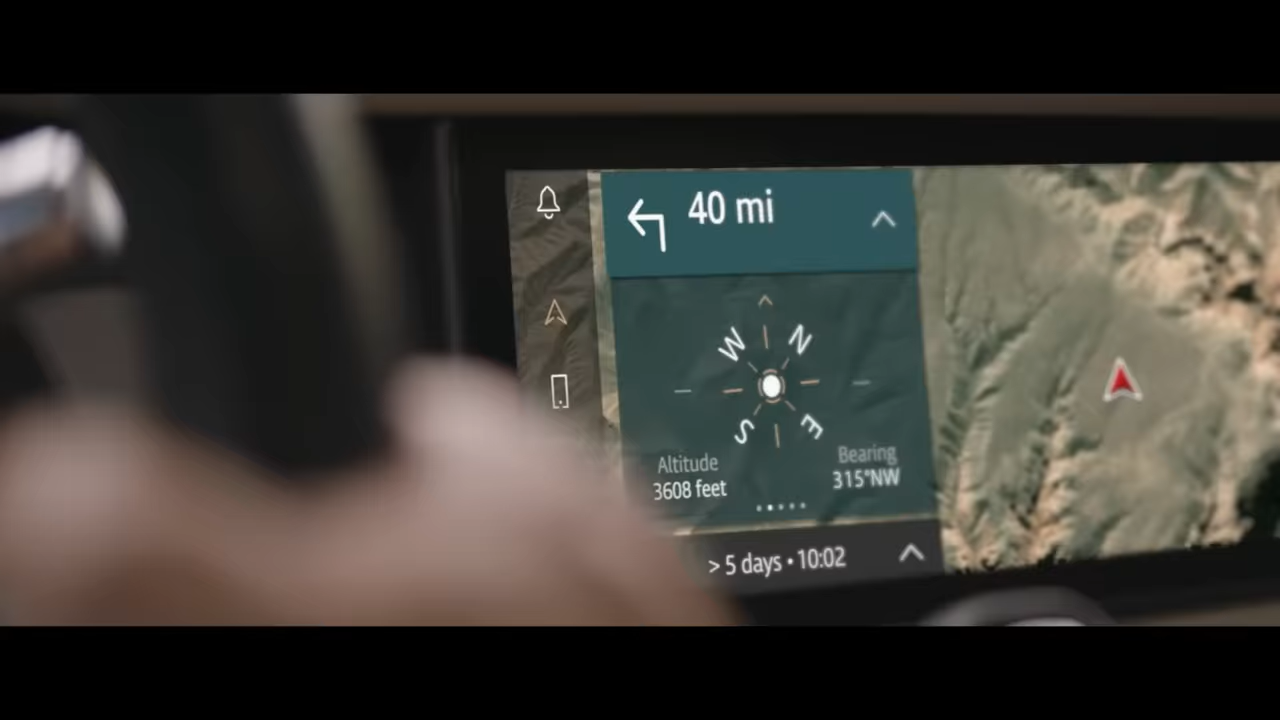 40 mi
W N
S E
Altitude
3608 feet
Bearing
315°NW
> 5 days • 10:02